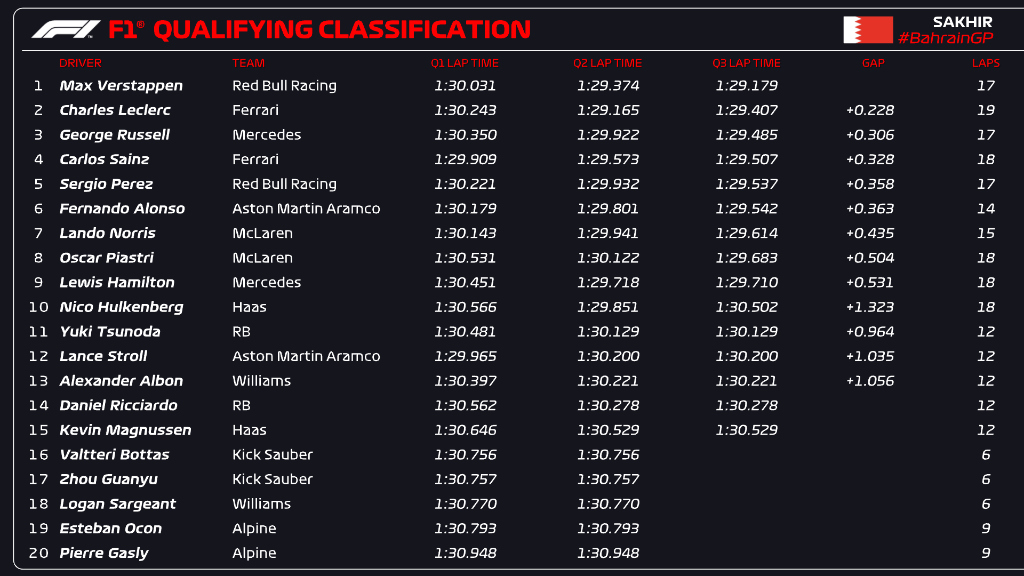 F1® QUALIFYING CLASSIFICATION
SAKHIR
#BahrainGP
DRIVER TEAM Q1 LAP TIME Q2 LAP TIME Q3 LAP TIME GAP LAPS
1 Max Verstappen Red Bull Racing 1:30.031 1:29.374 1:29.179 17
2 Charles Leclerc Ferrari 1:30.243 1:29.165 1:29.407 +0.228 19
3 George Russell Mercedes 1:30.350 1:29.922 1:29.485 +0.306 17
4 Carlos Sainz Ferrari 1:29.909 1:29.573 1:29.507 +0.328 18
5 Sergio Perez Red Bull Racing 1:30.221 1:29.932 1:29.537 +0.358 17
6 Fernando Alonso Aston Martin Aramco 1:30.179 1:29.801 1:29.542 +0.363 14
7 Lando Norris McLaren 1:30.143 1:29.941 1:29.614 +0.435 15
8 Oscar Piastri McLaren 1:30.531 1:30.122 1:29.683 +0.504 18
9 Lewis Hamilton Mercedes 1:30.451 1:29.718 1:29.710 +0.531 18
10 Nico Hulkenberg Haas 1:30.566 1:29.851 1:30.502 +1.323 18
11 Yuki Tsunoda RB 1:30.481 1:30.129 1:30.129 +0.964 12
12 Lance Stroll Aston Martin Aramco 1:29.965 1:30.200 1:30.200 +1.035 12
13 Alexander Albon Williams 1:30.397 1:30.221 1:30.221 +1.056 12
14 Daniel Ricciardo RB 1:30.562 1:30.278 1:30.278 12
15 Kevin Magnussen Haas 1:30.646 1:30.529 1:30.529 12
16 Valtteri Bottas Kick Sauber 1:30.756 1:30.756 6
17 Zhou Guanyu Kick Sauber 1:30.757 1:30.757 6
18 Logan Sargeant Williams 1:30.770 1:30.770 6
19 Esteban Ocon Alpine 1:30.793 1:30.793 9
20 Pierre Gasly Alpine 1:30.948 1:30.948 9